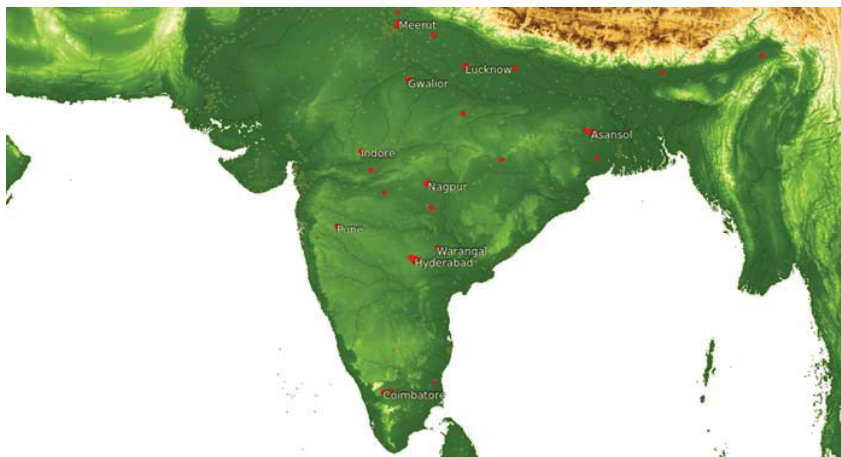 Meerut
Lucknow
Gwalior
Asansol
Indore
Nagpur
Pune
Warangal
Hyderabad
Coimbatore